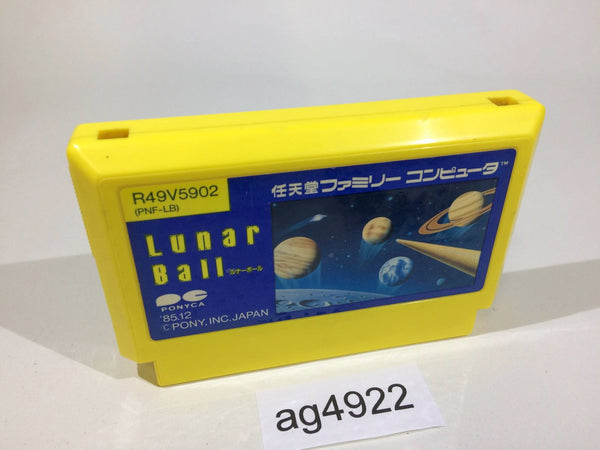 R49V5902
(PNF-LB)
任天堂 ファミリー コンピュータ™
Lunar
Ball ルナーボール
PONYCA
'85.12
© PONY, INC. JAPAN
ag4922